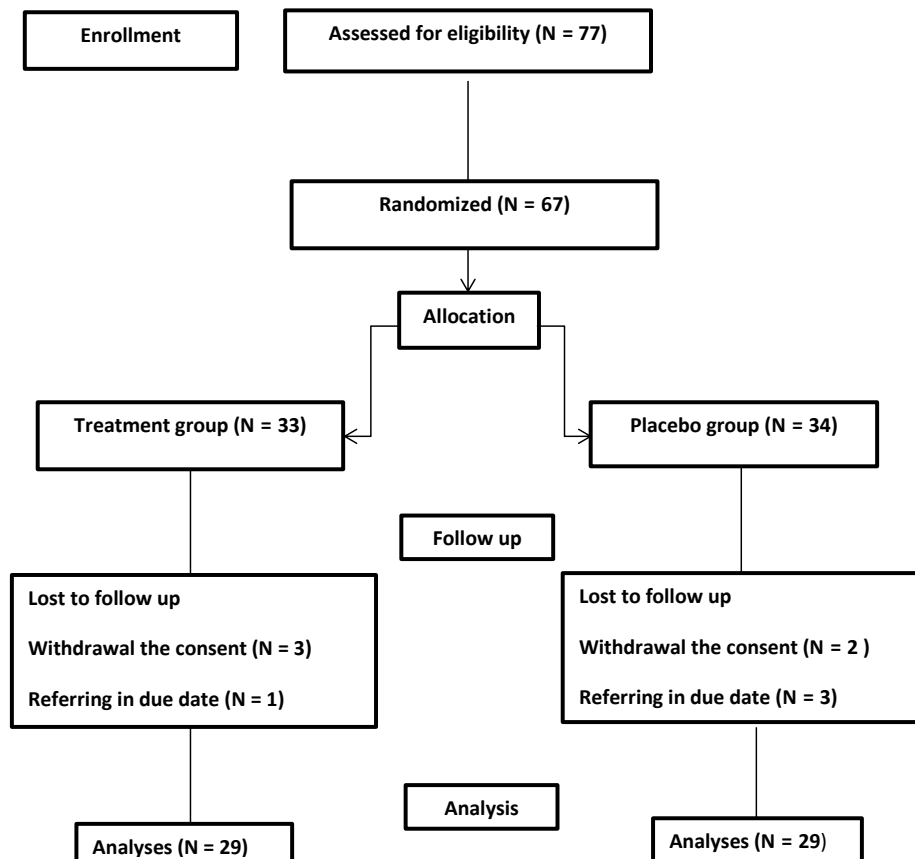 Enrollment
Assessed for eligibility (N = 77)
Randomized (N = 67)
Allocation
Treatment group (N = 33)
Placebo group (N = 34)
Follow up
Lost to follow up
Withdrawal the consent (N = 3)
Referring in due date (N = 1)
Lost to follow up
Withdrawal the consent (N = 2 )
Referring in due date (N = 3)
Analysis
Analyses (N = 29)
Analyses (N = 29)